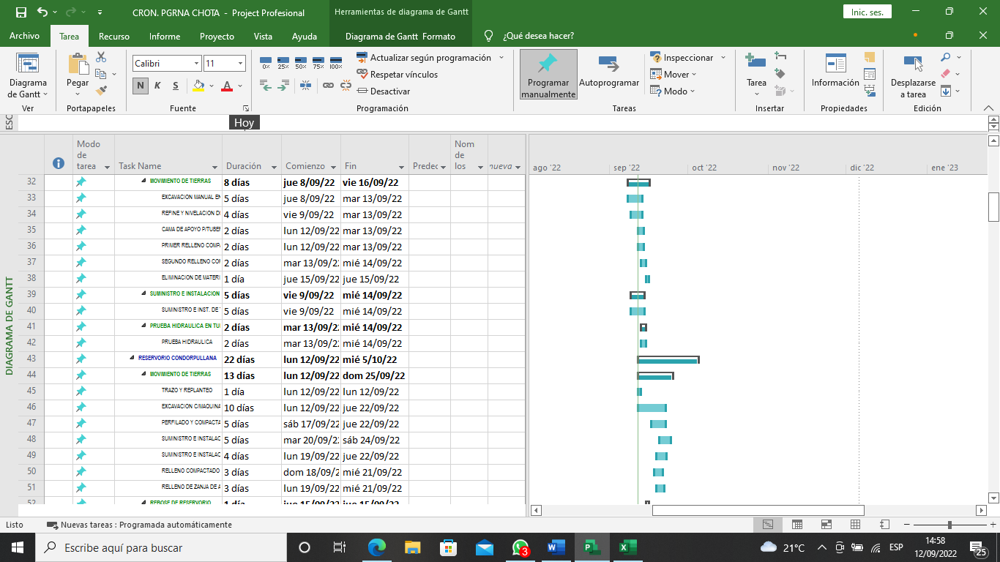 CRON. PGRNA CHOTA - Project Profesional
Herramientas de diagrama de Gantt
Inic. ses.
Archivo Tarea Recurso Informe Proyecto Vista Ayuda Diagrama de Gantt Formato ¿Qué desea hacer?
Diagrama de Gantt
Ver
Pegar
Portapapeles
Calibri 11
N K S
Fuente
0% 25% 50% 75% 100%
Actualizar según programación
Respetar vínculos
Desactivar
Programación
Programar manualmente
Autoprogramar
Inspeccionar
Mover
Modo
Tareas
Tarea
Insertar
Información
Propiedades
Desplazarse a tarea
Edición
ESC
Hoy
Modo de tarea Task Name Duración Comienzo Fin Predec Nom de los nueva
ago '22 sep '22 oct '22 nov '22 dic '22 ene '23
DIAGRAMA DE GANTT
32 MOVIMIENTO DE TIERRAS 8 días jue 8/09/22 vie 16/09/22
33 EXCAVACION MANUAL EN 5 días jue 8/09/22 mar 13/09/22
34 REFINE Y NIVELACION DE 4 días vie 9/09/22 mar 13/09/22
35 CAMA DE APOYO P/TUBER 2 días lun 12/09/22 mar 13/09/22
36 PRIMER RELLENO COMPA 2 días lun 12/09/22 mar 13/09/22
37 SEGUNDO RELLENO COM 2 días mar 13/09/22 mié 14/09/22
38 ELIMINACION DE MATERI 1 día jue 15/09/22 jue 15/09/22
39 SUMINISTRO E INSTALACION 5 días vie 9/09/22 mié 14/09/22
40 SUMINISTRO E INST. DE T 5 días vie 9/09/22 mié 14/09/22
41 PRUEBA HIDRAULICA EN TU 2 días mar 13/09/22 mié 14/09/22
42 PRUEBA HIDRAULICA 2 días mar 13/09/22 mié 14/09/22
43 RESERVORIO CONDORPULLANA 22 días lun 12/09/22 mié 5/10/22
44 MOVIMIENTO DE TIERRAS 13 días lun 12/09/22 dom 25/09/22
45 TRAZO Y REPLANTEO 1 día lun 12/09/22 lun 12/09/22
46 EXCAVACION C/MAQUINA 10 días lun 12/09/22 jue 22/09/22
47 PERFILADO Y COMPACTA 5 días sáb 17/09/22 jue 22/09/22
48 SUMINISTRO E INSTALAC 5 días mar 20/09/22 sáb 24/09/22
49 SUMINISTRO E INSTALAC 4 días lun 19/09/22 jue 22/09/22
50 RELLENO COMPACTADO 3 días dom 18/09/2 mié 21/09/22
51 RELLENO DE ZANJA DE A 3 días lun 19/09/22 mié 21/09/22
52 REBOSE DE RESERVORIO 1 día jue 15/09/22 jue 15/09/22
Listo Nuevas tareas : Programada automáticamente
Escribe aquí para buscar
3
21°C
ESP
14:58
12/09/2022
25